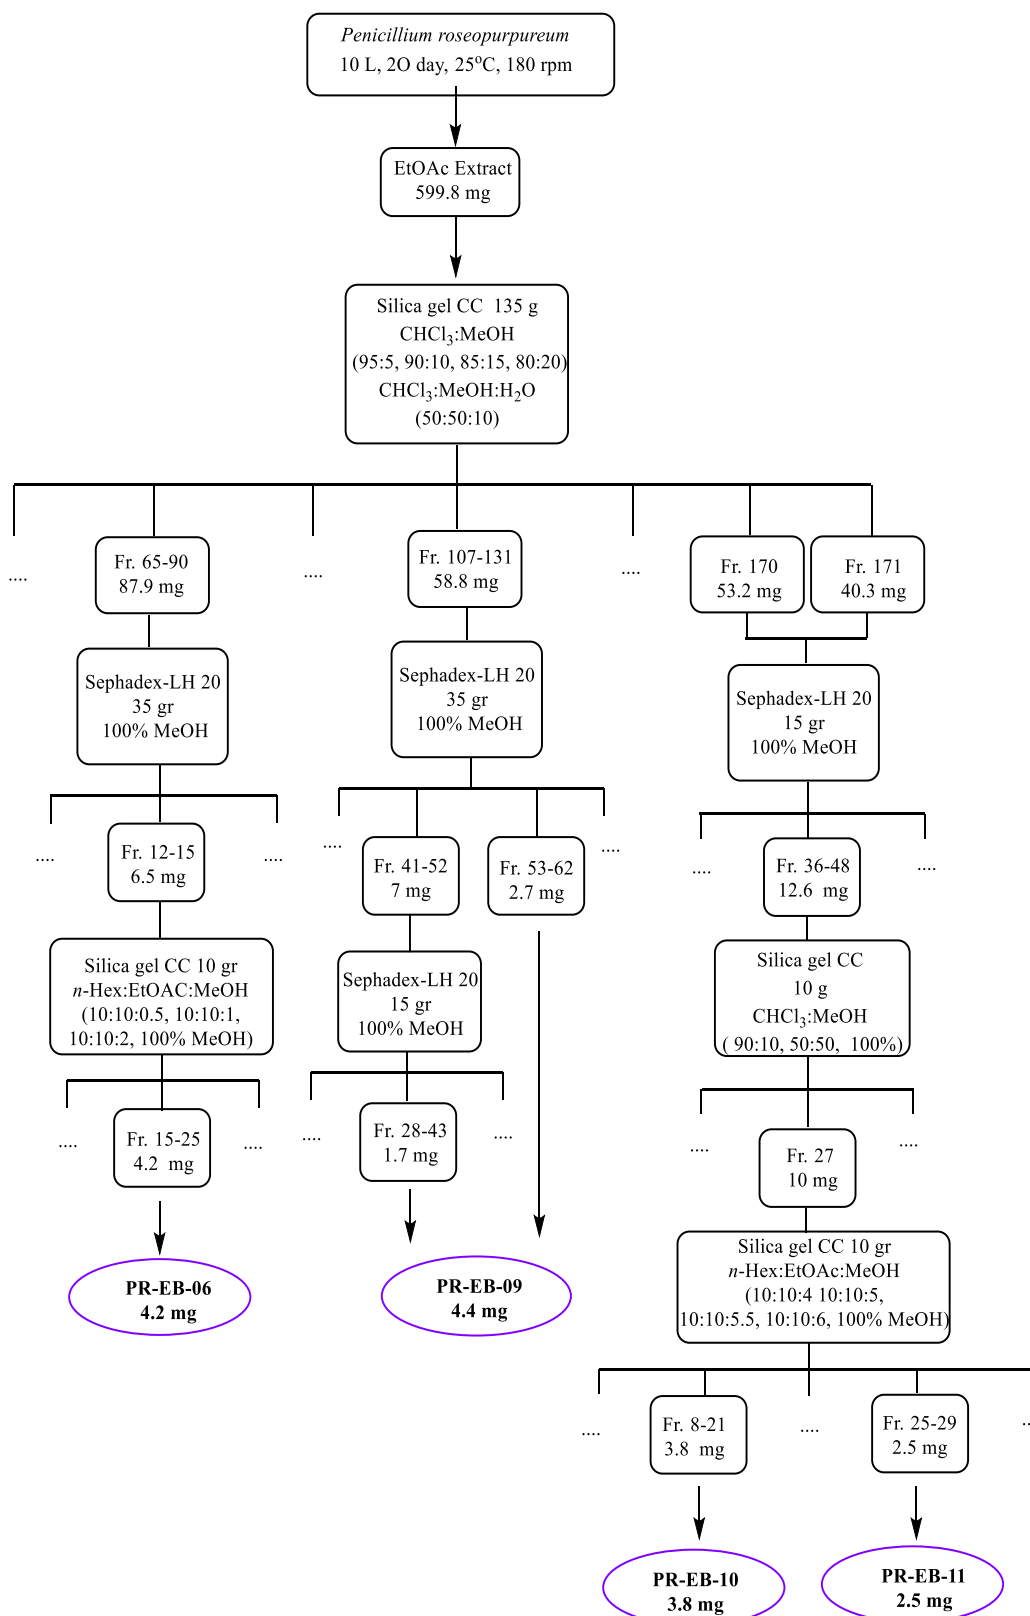 Penicillium roseopurpureum
10 L, 2O day, 25°C, 180 rpm
EtOAc Extract
599.8 mg
Silica gel CC 135 g
CHCl₃:MeOH
(95:5, 90:10, 85:15, 80:20)
CHCl₃:MeOH:H₂O
(50:50:10)
....
Fr. 65-90
87.9 mg
....
Fr. 107-131
58.8 mg
....
Fr. 170
53.2 mg
Fr. 171
40.3 mg
Sephadex-LH 20
35 gr
100% MeOH
Sephadex-LH 20
35 gr
100% MeOH
Sephadex-LH 20
15 gr
100% MeOH
....
Fr. 12-15
6.5 mg
....
....
Fr. 41-52
7 mg
Fr. 53-62
2.7 mg
....
....
Fr. 36-48
12.6 mg
....
Silica gel CC 10 gr
n-Hex:EtOAC:MeOH
(10:10:0.5, 10:10:1,
10:10:2, 100% MeOH)
Sephadex-LH 20
15 gr
100% MeOH
Silica gel CC
10 g
CHCl₃:MeOH
( 90:10, 50:50, 100%)
....
Fr. 15-25
4.2 mg
....
....
Fr. 28-43
1.7 mg
....
....
Fr. 27
10 mg
....
PR-EB-06
4.2 mg
PR-EB-09
4.4 mg
Silica gel CC 10 gr
n-Hex:EtOAc:MeOH
(10:10:4 10:10:5,
10:10:5.5, 10:10:6, 100% MeOH)
....
Fr. 8-21
3.8 mg
....
Fr. 25-29
2.5 mg
..
PR-EB-10
3.8 mg
PR-EB-11
2.5 mg